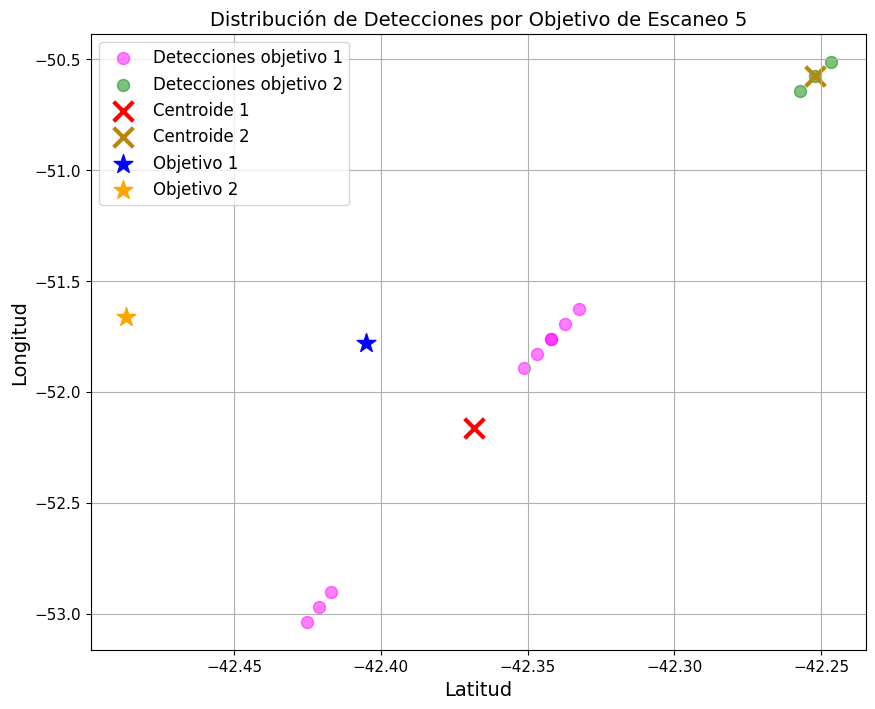 Distribución de Detecciones por Objetivo de Escaneo 5
Detecciones objetivo 1
Detecciones objetivo 2
Centroide 1
Centroide 2
Objetivo 1
Objetivo 2
Longitud
−50.5
−51.0
−51.5
−52.0
−52.5
−53.0
−42.45
−42.40
−42.35
−42.30
−42.25
Latitud